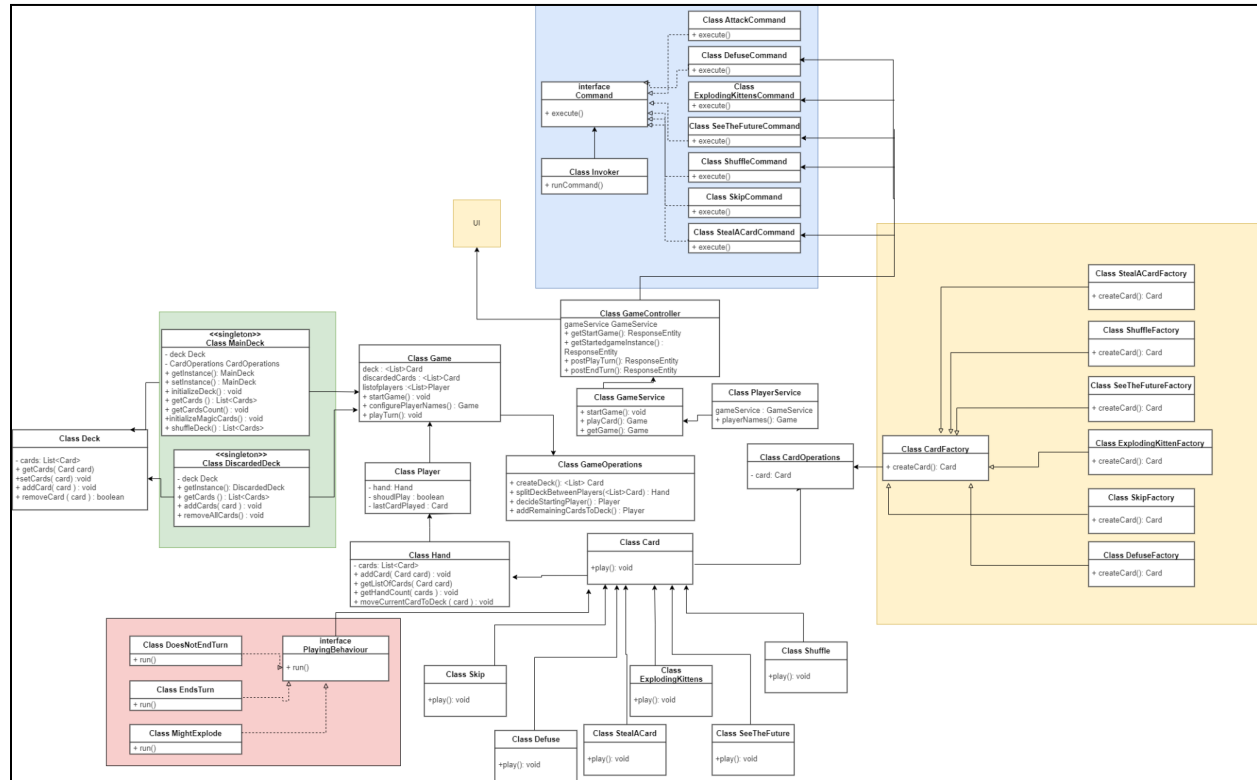 Class AttackCommand
+ execute()
Class DefuseCommand
+ execute()
interface
Command
+ execute()
Class
ExplodingKittensCommand
+ execute()
Class SeeTheFutureCommand
+ execute()
Class ShuffleCommand
+ execute()
Class Invoker
+ runCommand()
Class SkipCommand
+ execute()
Class StealACardCommand
+ execute()
UI
Class StealACardFactory
+ createCard(): Card
Class ShuffleFactory
+ createCard(): Card
Class SeeTheFutureFactory
+ createCard(): Card
Class ExplodingKittenFactory
+ createCard(): Card
Class SkipFactory
+ createCard(): Card
Class DefuseFactory
+ createCard(): Card
Class CardFactory
+ createCard(): Card
Class GameController
gameService GameService
+ getStartGame(): ResponseEntity
+ getStartedgameInstance() :
ResponseEntity
+ postPlayTurn(): ResponseEntity
+ postEndTurn(): ResponseEntity
Class GameService
+ startGame(): void
+ playCard(): Game
+ getGame(): Game
Class PlayerService
gameService : GameService
+ playerNames(): Game
<<singleton>>
Class MainDeck
- deck Deck
- CardOperations CardOperations
+ getInstance(): MainDeck
+ setInstance() : MainDeck
+ initializeDeck() : void
+ getCards () : List<Cards>
+ getCardsCount() : void
+initializeMagicCards() : void
+ shuffleDeck() : List<Cards>
Class Game
deck : <List>Card
discardedCards : <List>Card
listofplayers :<List>Player
+ startGame() : void
+ configurePlayerNames() : Game
+ playTurn(): void
Class Deck
- cards: List<Card>
+ getCards( Card card)
+setCards( card) :void
+ addCard( card) : void
+ removeCard ( card ) : boolean
<<singleton>>
Class DiscardedDeck
- deck Deck
+ getInstance(): DiscardedDeck
+ getCards () : List<Cards>
+ addCards( card ) : void
+ removeAllCards() : void
Class Player
- hand: Hand
- shoudlPlay : boolean
- lastCardPlayed : Card
Class GameOperations
+ createDeck(): <List> Card
+ splitDeckBetweenPlayers(<List>Card) : Hand
+ decideStartingPlayer() : Player
+ addRemainingCardsToDeck() : Player
Class CardOperations
- card: Card
Class Hand
- cards: List<Card>
+ addCard( Card card) : void
+ getListOfCards( Card card)
+ getHandCount( cards ) : void
+ moveCurrentCardToDeck ( card ) : void
Class Card
+play(): void
Class DoesNotEndTurn
+ run()
Class EndsTurn
+ run()
Class MightExplode
+ run()
interface
PlayingBehaviour
+ run()
Class Skip
+play(): void
Class Defuse
+play(): void
Class StealACard
+play(): void
Class
ExplodingKittens
+play(): void
Class SeeTheFuture
+play(): void
Class Shuffle
+play(): void